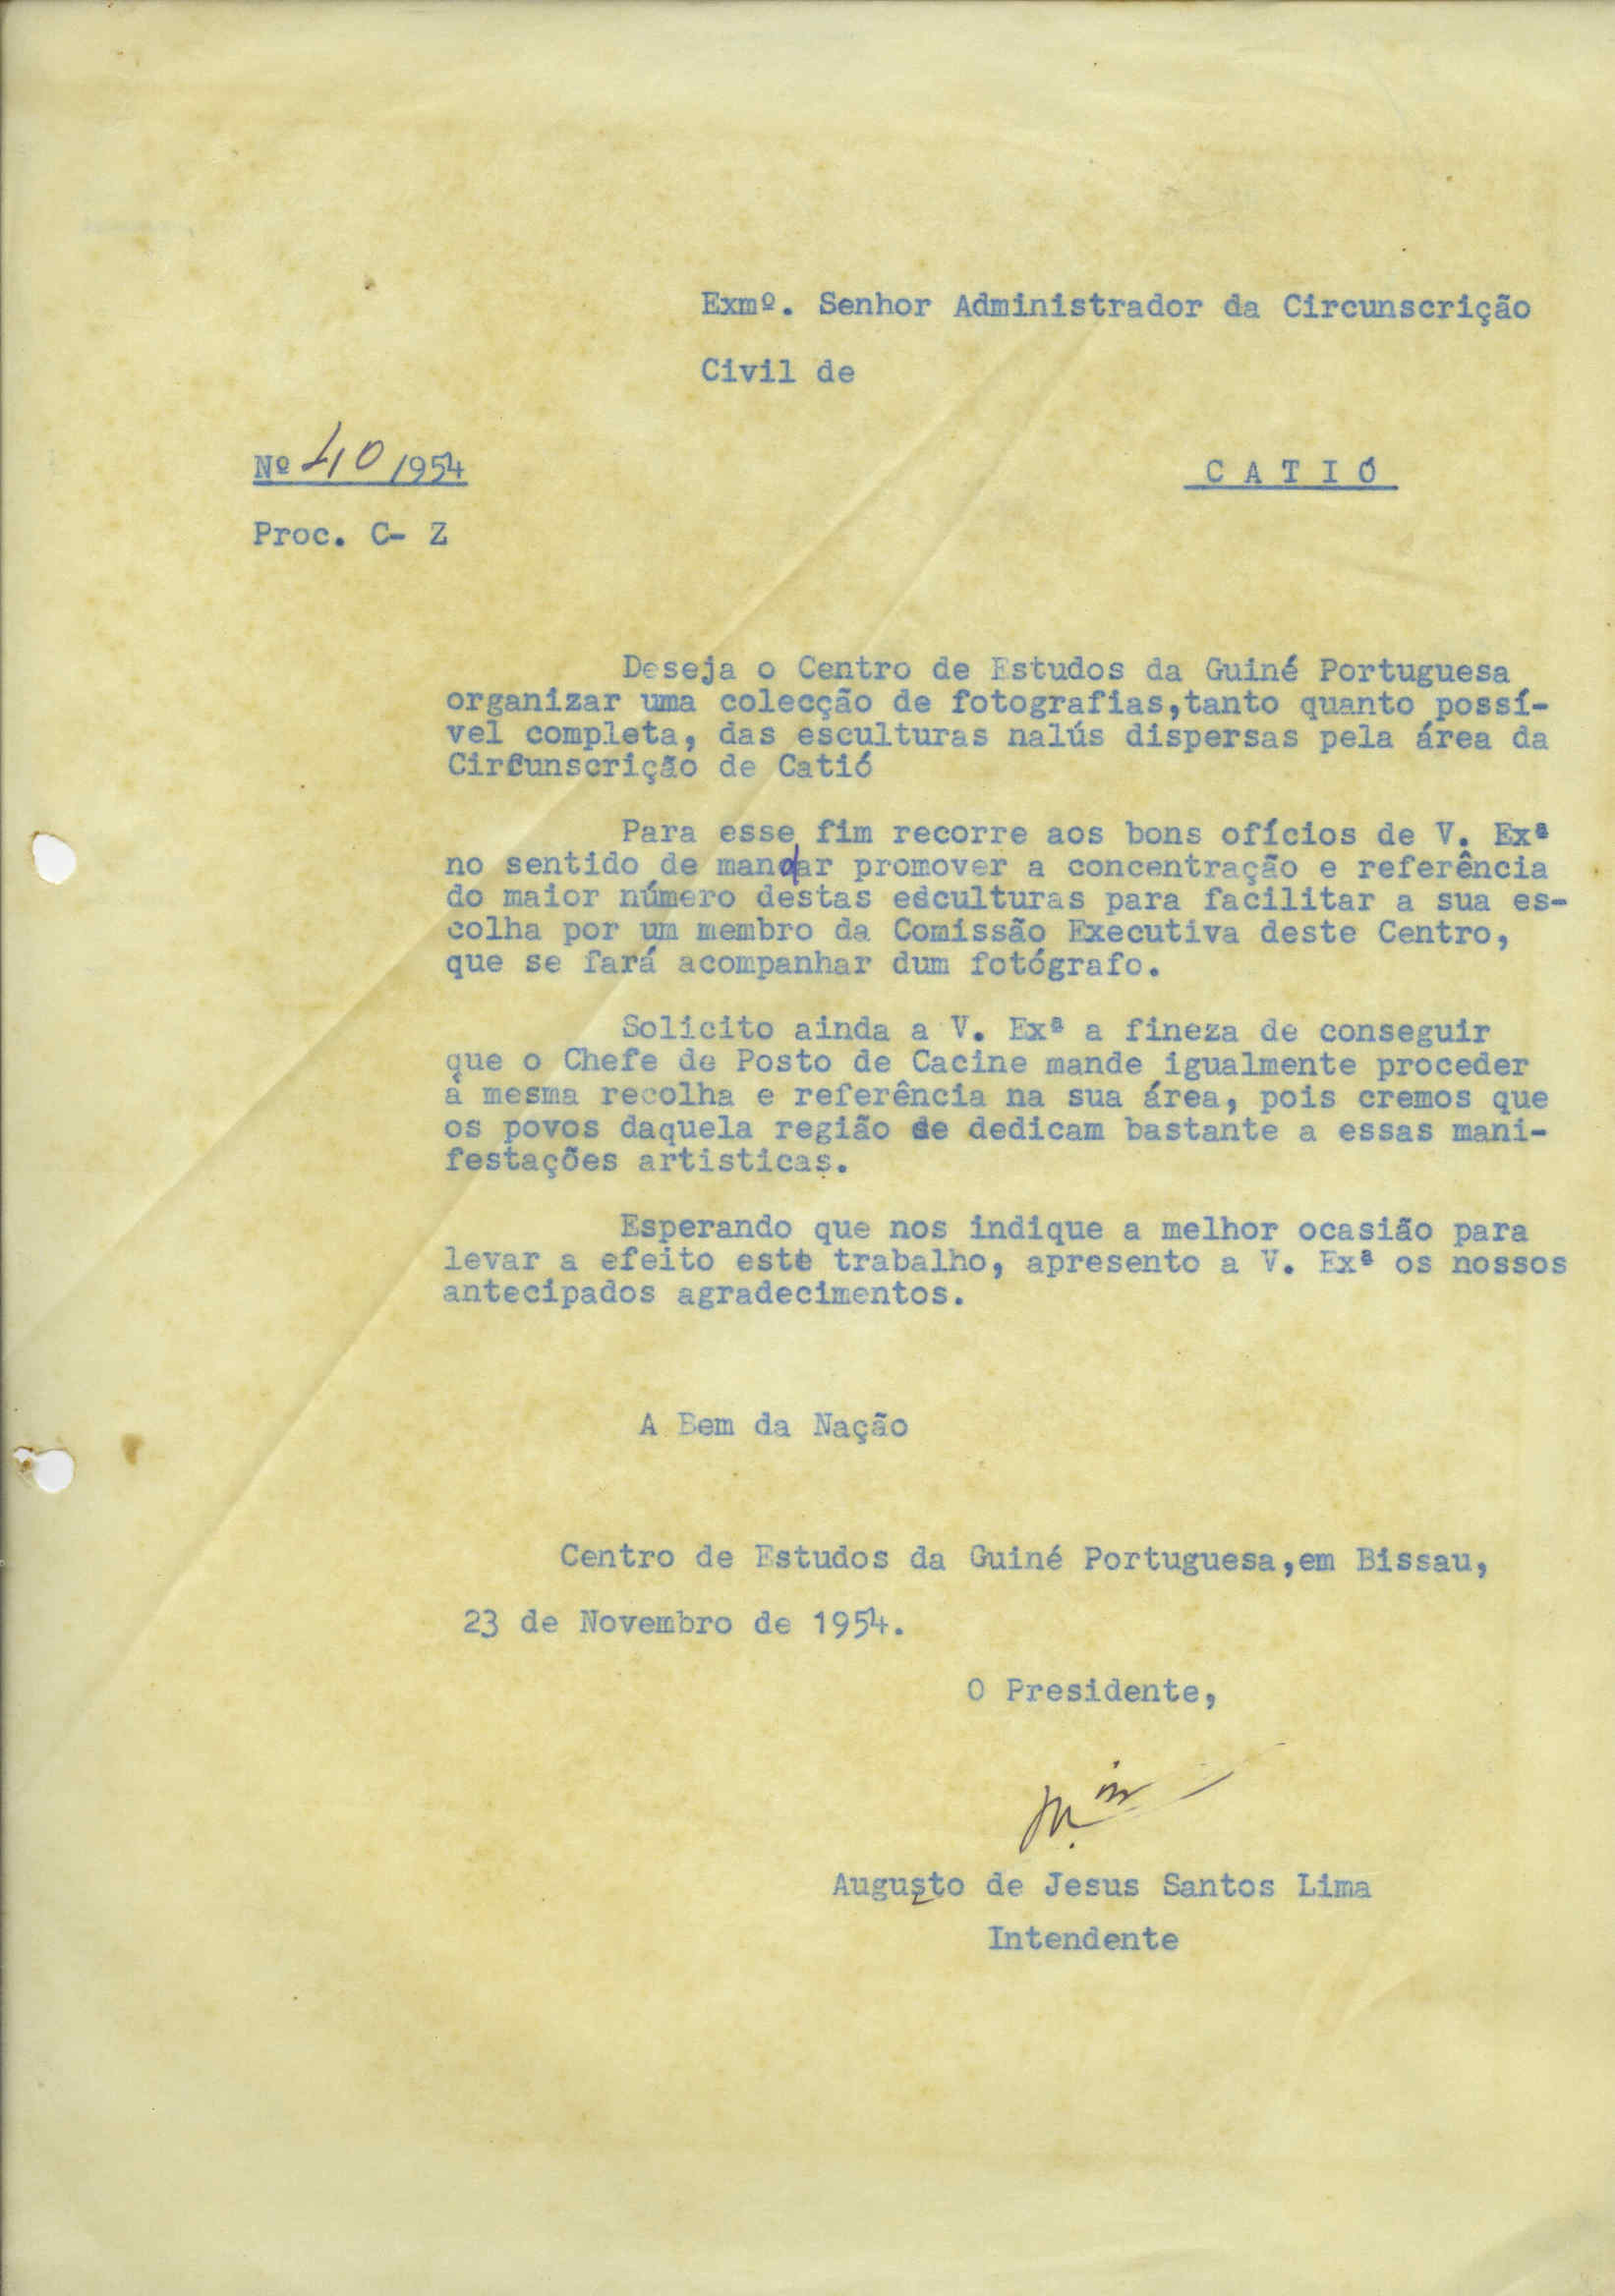 Exmº. Senhor Administrador da Circunscrição
Civil de
Nº 40/1954
C A T I Ó
Proc. C- Z
Deseja o Centro de Estudos da Guiné Portuguesa
organizar uma colecção de fotografias,tanto quanto possí-
vel completa, das esculturas nalús dispersas pela área da
Circunscrição de Catió
Para esse fim recorre aos bons ofícios de V. Exª
no sentido de mandar promover a concentração e referência
do maior número destas esculturas para facilitar a sua es-
colha por um membro da Comissão Executiva deste Centro,
que se fará acompanhar dum fotógrafo.
Solicito ainda a V. Exª a fineza de conseguir
que o Chefe de Posto de Cacine mande igualmente proceder
à mesma recolha e referência na sua área, pois cremos que
os povos daquela região se dedicam bastante a essas mani-
festações artisticas.
Esperando que nos indique a melhor ocasião para
levar a efeito este trabalho, apresento a V. Exª os nossos
antecipados agradecimentos.
A Bem da Nação
Centro de Estudos da Guiné Portuguesa,em Bissau,
23 de Novembro de 1954.
O Presidente,
Augusto de Jesus Santos Lima
Intendente